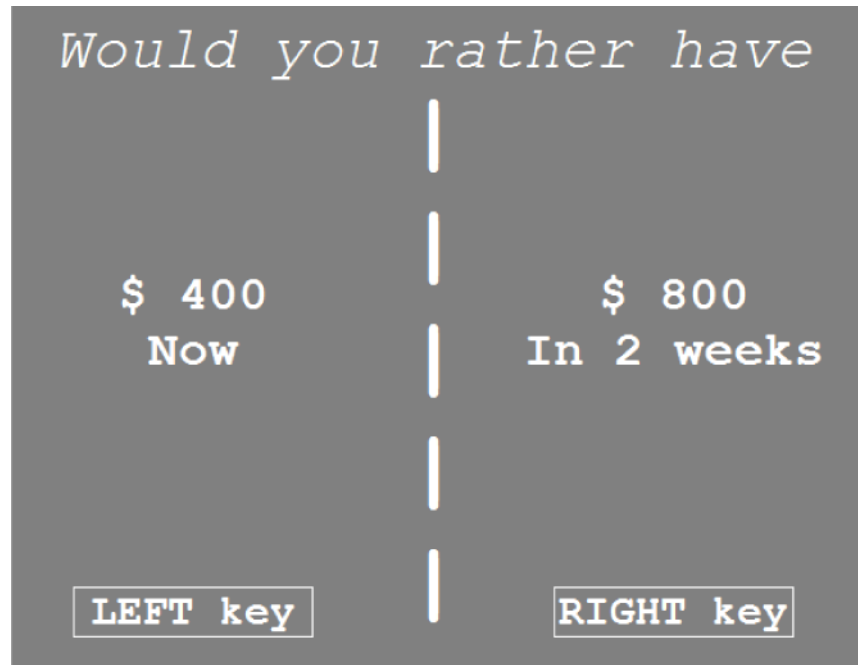 Would you rather have
$ 400
Now
$ 800
In 2 weeks
LEFT key
RIGHT key